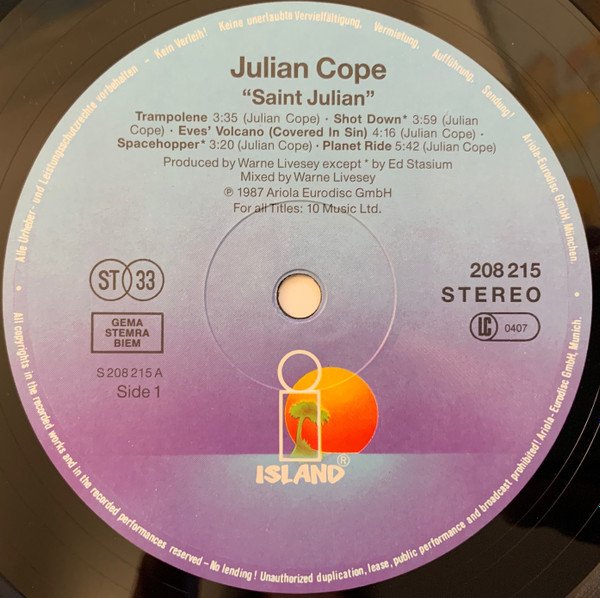 Alle Urheber- und Leistungsschutzrechte vorbehalten - Kein Verleih! Keine unerlaubte Vervielfältigung, Vermietung, Aufführung, Sendung! Ariola-Eurodisc GmbH, München
Julian Cope
“Saint Julian”
Trampolene 3:35 (Julian Cope) · Shot Down* 3:59 (Julian
Cope) · Eves' Volcano (Covered In Sin) 4:16 (Julian Cope) ·
Spacehopper* 3:20 (Julian Cope) · Planet Ride 5:42 (Julian Cope)
Produced by Warne Livesey except * by Ed Stasium
Mixed by Warne Livesey
℗ 1987 Ariola Eurodisc GmbH
For all Titles: 10 Music Ltd.
ST 33
208 215
STEREO
GEMA
STEMRA
BIEM
LC 0407
S 208 215 A
Side 1
ISLAND®
All copyrights in the recorded works and in the recorded performances reserved - No lending! Unauthorized duplication, lease, public performance and broadcast prohibited! Ariola-Eurodisc GmbH, Munich.